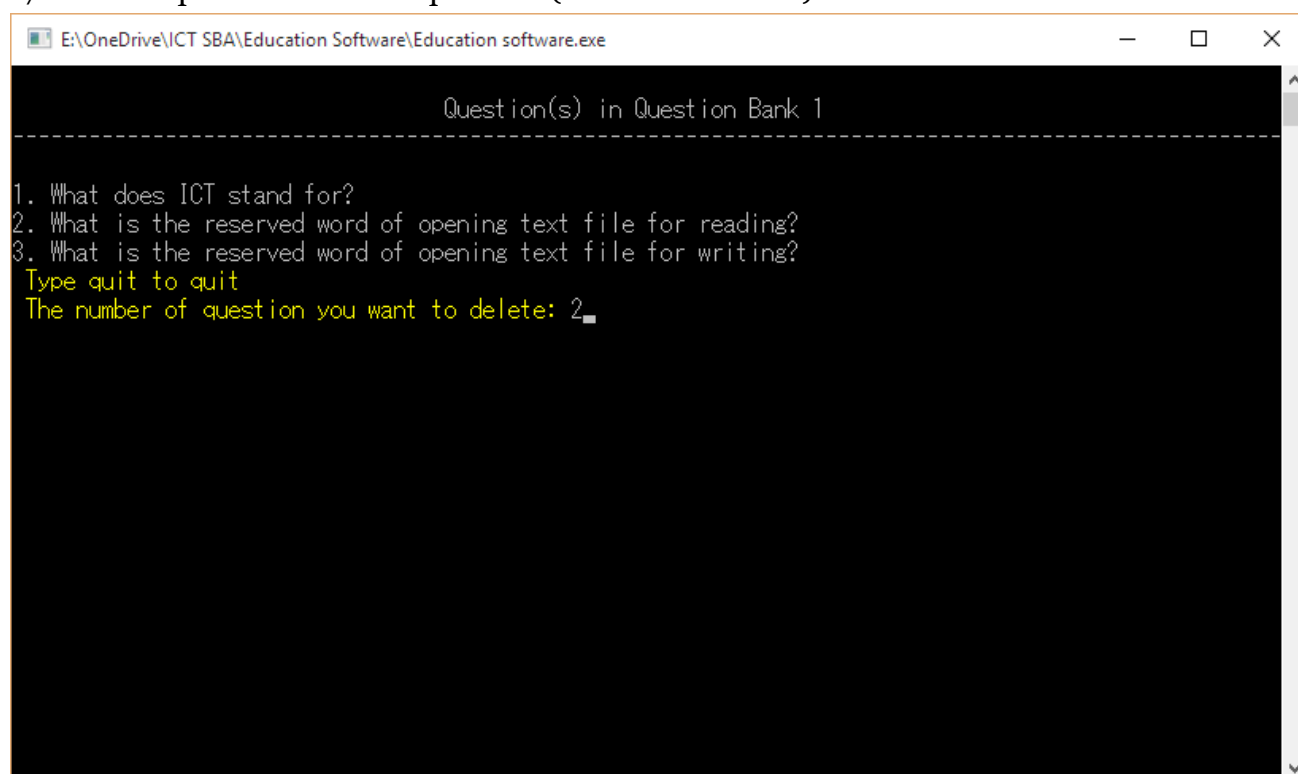 E:\OneDrive\ICT SBA\Education Software\Education software.exe
Question(s) in Question Bank 1
1. What does ICT stand for?
2. What is the reserved word of opening text file for reading?
3. What is the reserved word of opening text file for writing?
Type quit to quit
The number of question you want to delete: 2